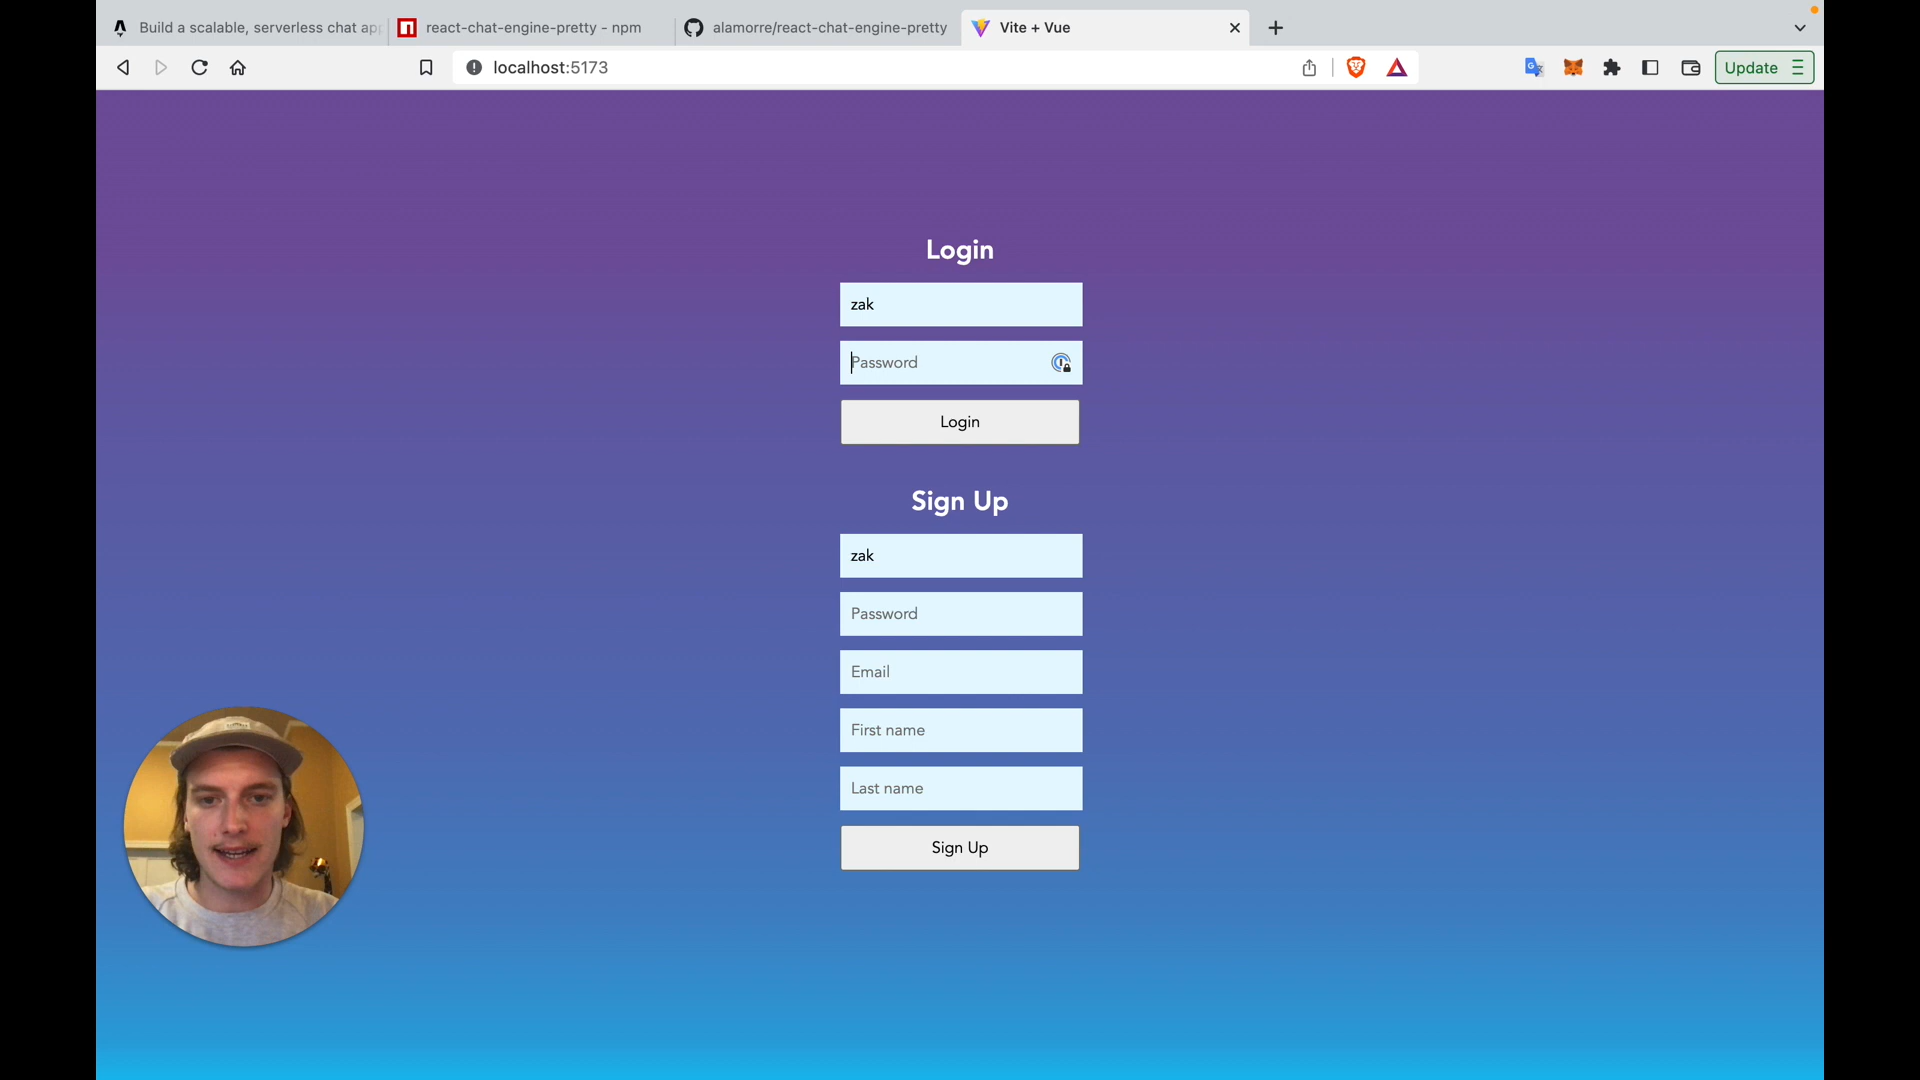 Build a scalable, serverless chat app
react-chat-engine-pretty - npm
alamorre/react-chat-engine-pretty
Vite + Vue
localhost:5173
Update
Login
zak
Password
Login
Sign Up
zak
Password
Email
First name
Last name
Sign Up